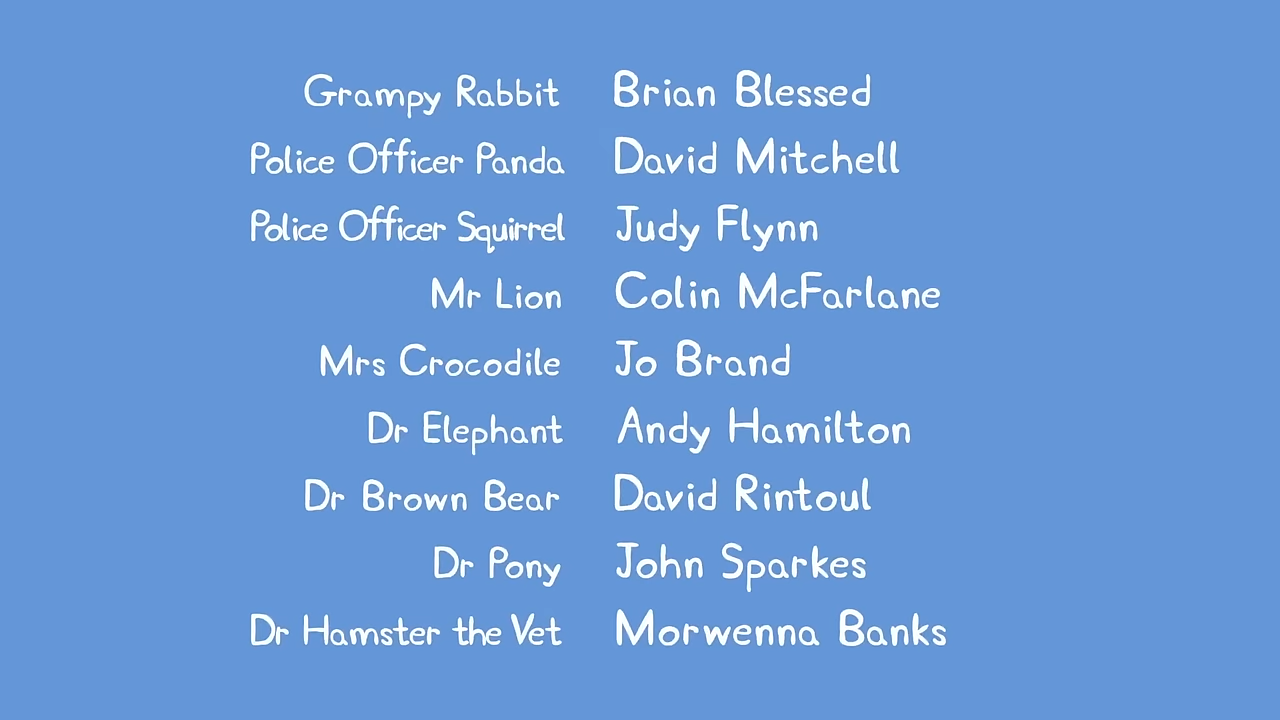 Grampy Rabbit Brian Blessed
Police Officer Panda David Mitchell
Police Officer Squirrel Judy Flynn
Mr Lion Colin McFarlane
Mrs Crocodile Jo Brand
Dr Elephant Andy Hamilton
Dr Brown Bear David Rintoul
Dr Pony John Sparkes
Dr Hamster the Vet Morwenna Banks